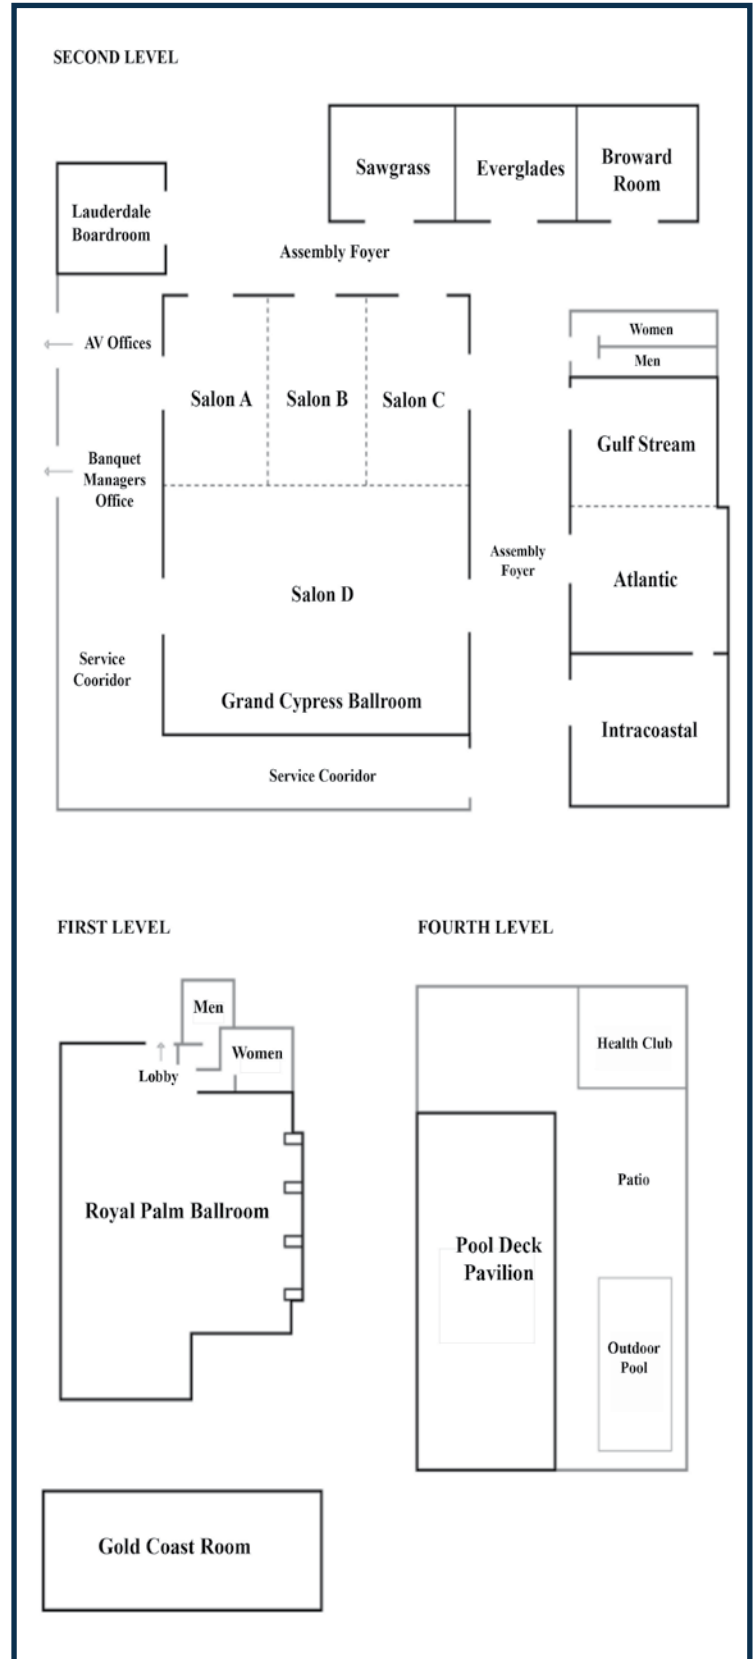 SECOND LEVEL
Sawgrass
Everglades
Broward
Room
Lauderdale
Boardroom
Assembly Foyer
AV Offices
Women
Men
Salon A
Salon B
Salon C
Gulf Stream
Banquet
Managers
Office
Assembly
Foyer
Atlantic
Salon D
Service
Cooridor
Grand Cypress Ballroom
Intracoastal
Service Cooridor
FIRST LEVEL
Men
Women
Lobby
Royal Palm Ballroom
Gold Coast Room
FOURTH LEVEL
Health Club
Patio
Pool Deck
Pavilion
Outdoor
Pool